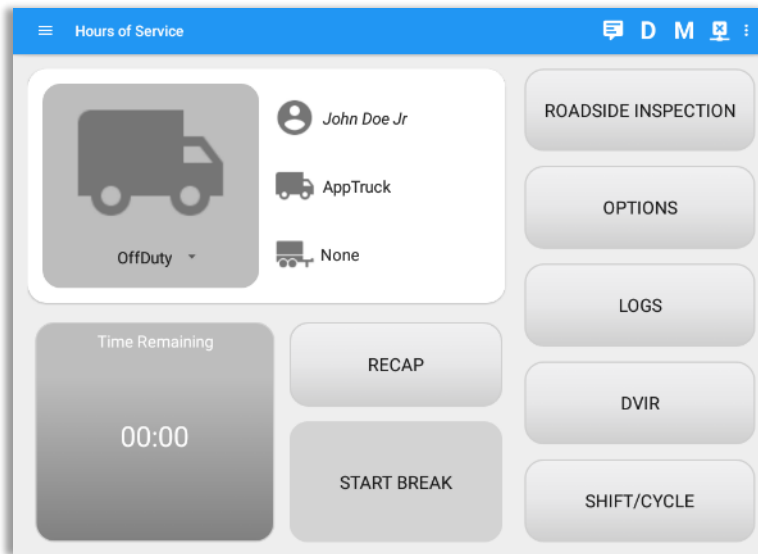 Hours of Service
D M
John Doe Jr
AppTruck
None
OffDuty
Time Remaining
00:00
RECAP
START BREAK
ROADSIDE INSPECTION
OPTIONS
LOGS
DVIR
SHIFT/CYCLE